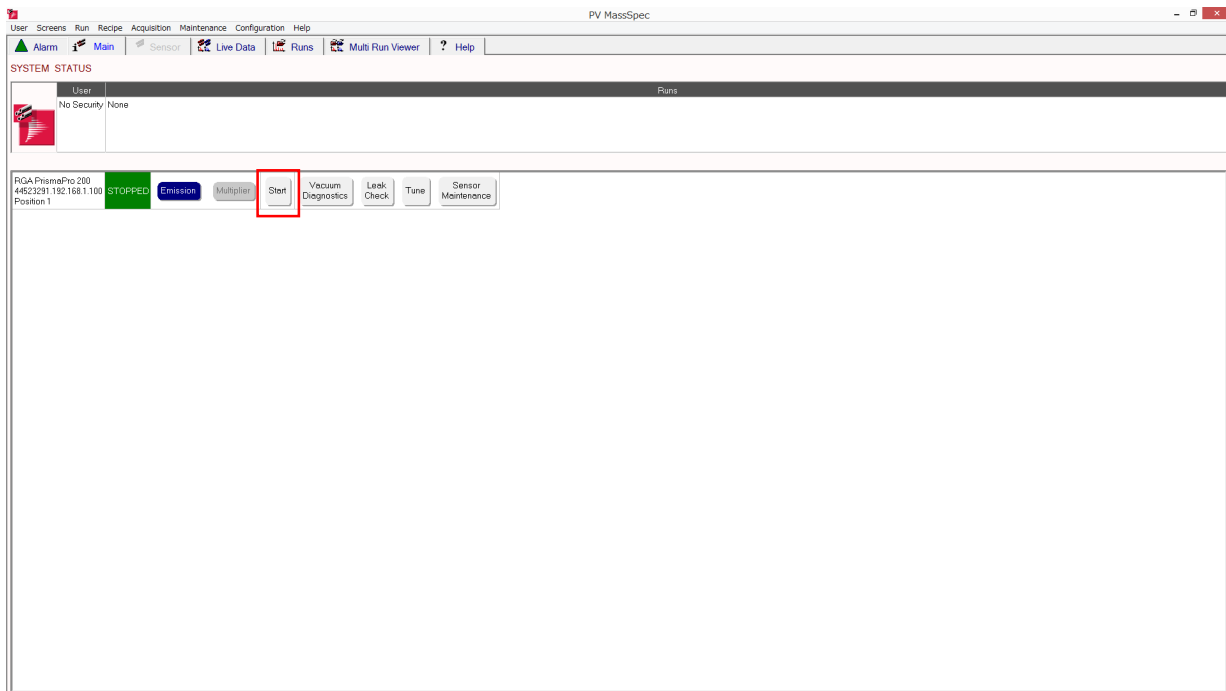 PV MassSpec
User Screens Run Recipe Acquisition Maintenance Configuration Help
Alarm Main Sensor Live Data Runs Multi Run Viewer ? Help
SYSTEM STATUS
User Runs
No Security None
RGA PrismaPro 200
44523291.192.168.1.100
Position 1
STOPPED
Emission
Multiplier
Start
Vacuum
Diagnostics
Leak
Check
Tune
Sensor
Maintenance